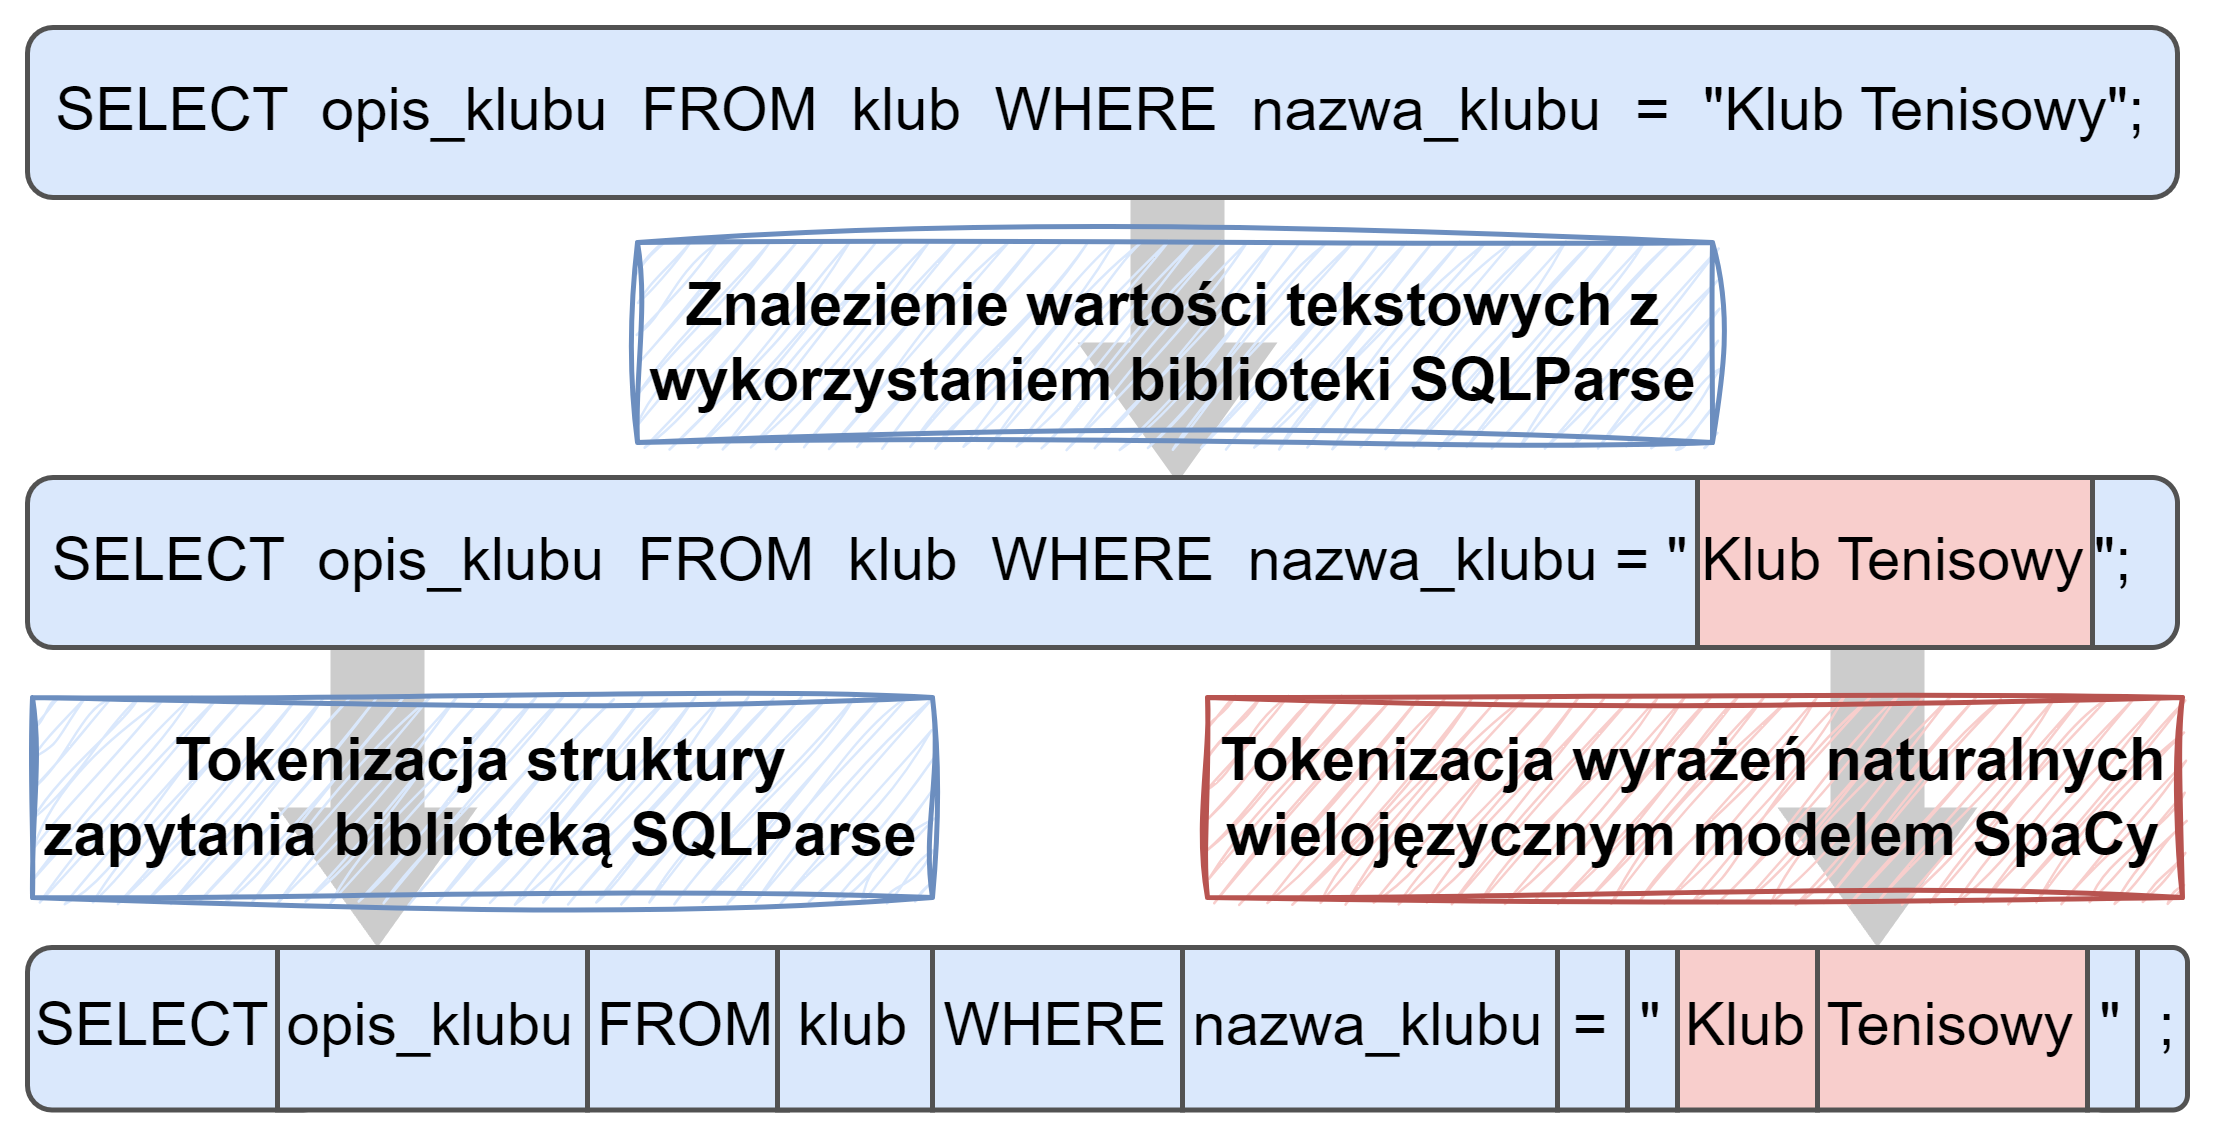 SELECT opis_klubu FROM klub WHERE nazwa_klubu = "Klub Tenisowy";
Znalezienie wartości tekstowych z
wykorzystaniem biblioteki SQLParse
SELECT opis_klubu FROM klub WHERE nazwa_klubu = " Klub Tenisowy ";
Tokenizacja struktury
zapytania biblioteką SQLParse
Tokenizacja wyrażeń naturalnych
wielojęzycznym modelem SpaCy
SELECT opis_klubu FROM klub WHERE nazwa_klubu = " Klub Tenisowy " ;